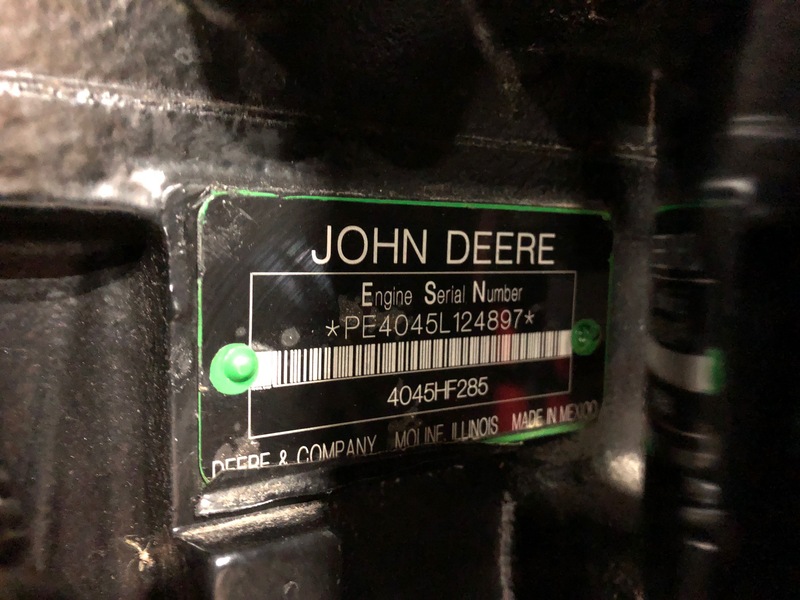 JOHN DEERE
Engine Serial Number
*PE4045L124897*
4045HF285
DEERE & COMPANY MOLINE, ILLINOIS MADE IN MEXICO